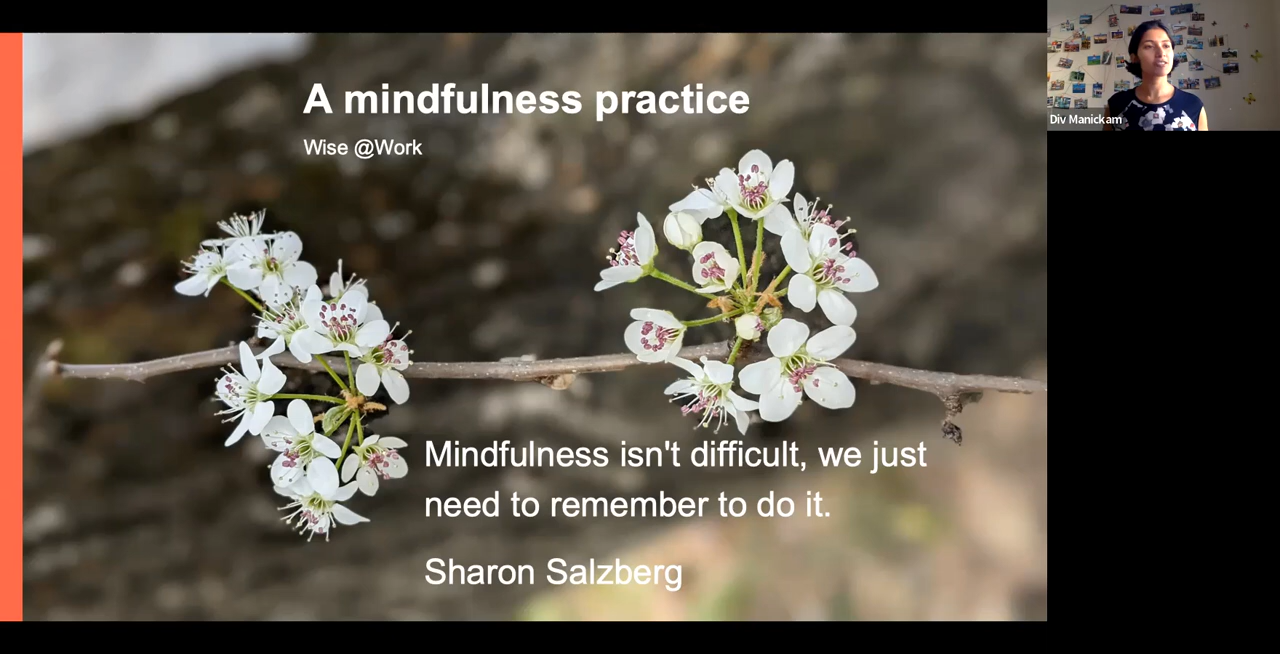 A mindfulness practice
Wise @Work
Div Manickam
Mindfulness isn't difficult, we just
need to remember to do it.
Sharon Salzberg